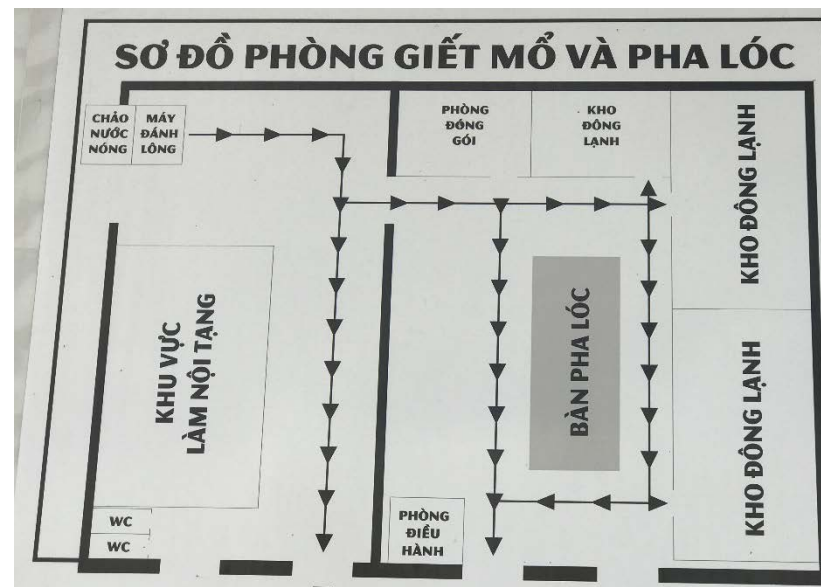 SƠ ĐỒ PHÒNG GIẾT MỔ VÀ PHA LÓC
CHẢO
NƯỚC
NÓNG
MÁY
ĐÁNH
LÔNG
PHÒNG
ĐÓNG
GÓI
KHO
ĐÔNG
LẠNH
KHO ĐÔNG LẠNH
KHU VỰC
LÀM NỘI TẠNG
BÀN PHA LÓC
KHO ĐÔNG LẠNH
WC
WC
PHÒNG
ĐIỀU
HÀNH